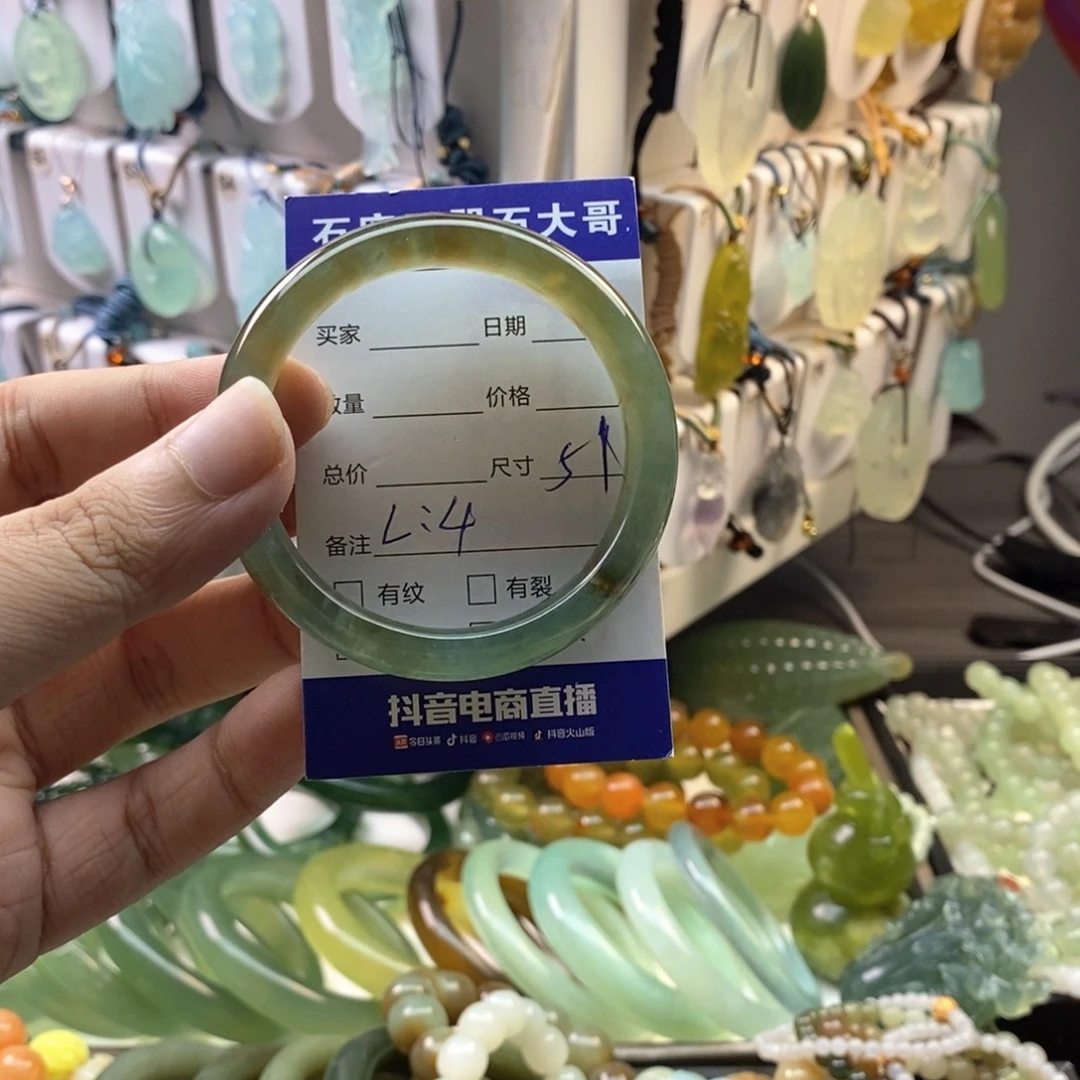 石 石大哥
买家 日期
量 价格
总价 尺寸 51
备注 L:4
有纹 有裂
抖音电商直播
今日头条 抖音 西瓜视频 抖音火山版